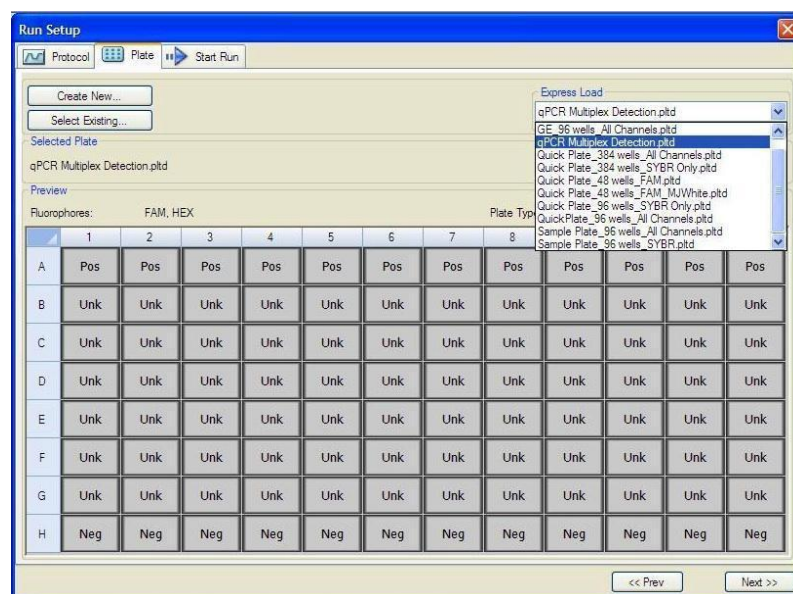 Run Setup
Protocol Plate Start Run
Create New...
Select Existing...
Express Load
qPCR Multiplex Detection.pltd
GE_96 wells_All Channels.pltd
qPCR Multiplex Detection.pltd
Quick Plate_384 wells_All Channels.pltd
Quick Plate_384 wells_SYBR Only.pltd
Quick Plate_48 wells_FAM.pltd
Quick Plate_48 wells_FAM_MJWhite.pltd
Quick Plate_96 wells_SYBR Only.pltd
QuickPlate_96 wells_All Channels.pltd
Sample Plate_96 wells_All Channels.pltd
Sample Plate_96 wells_SYBR.pltd
Selected Plate
qPCR Multiplex Detection.pltd
Preview
Fluorophores: FAM, HEX Plate Typ
1 2 3 4 5 6 7 8
A Pos Pos Pos Pos Pos Pos Pos Pos Pos Pos Pos Pos
B Unk Unk Unk Unk Unk Unk Unk Unk Unk Unk Unk Unk
C Unk Unk Unk Unk Unk Unk Unk Unk Unk Unk Unk Unk
D Unk Unk Unk Unk Unk Unk Unk Unk Unk Unk Unk Unk
E Unk Unk Unk Unk Unk Unk Unk Unk Unk Unk Unk Unk
F Unk Unk Unk Unk Unk Unk Unk Unk Unk Unk Unk Unk
G Unk Unk Unk Unk Unk Unk Unk Unk Unk Unk Unk Unk
H Neg Neg Neg Neg Neg Neg Neg Neg Neg Neg Neg Neg
<< Prev Next >>